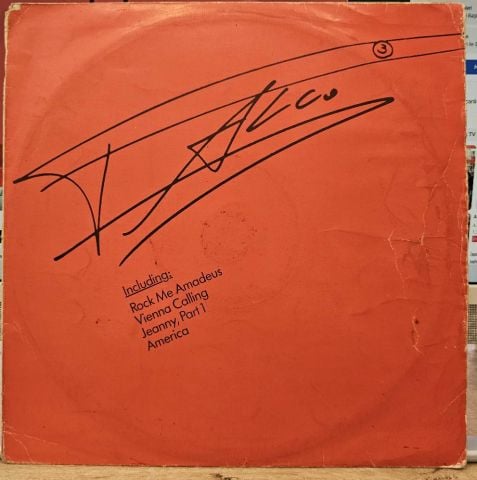 Falco
3
Including:
Rock Me Amadeus
Vienna Calling
Jeanny, Part 1
America